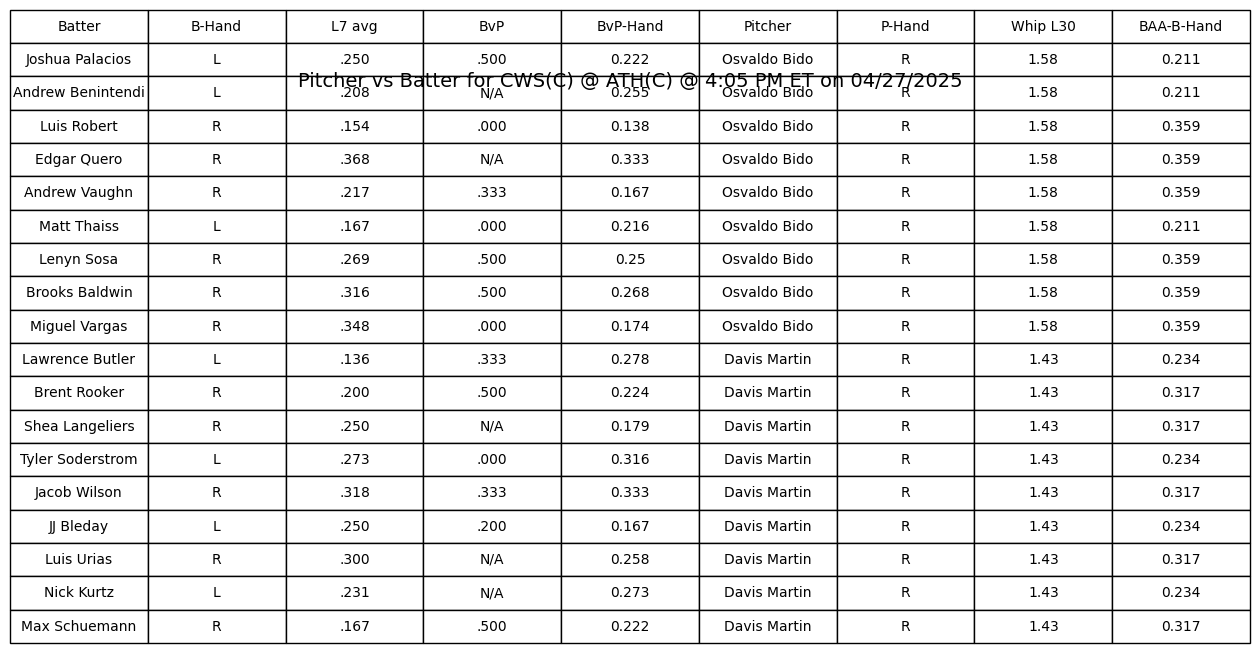 Batter B-Hand L7 avg BvP BvP-Hand Pitcher P-Hand Whip L30 BAA-B-Hand
Joshua Palacios L .250 .500 0.222 Osvaldo Bido R 1.58 0.211
Pitcher vs Batter for CWS(C) @ ATH(C) @ 4:05 PM ET on 04/27/2025
Andrew Benintendi L .208 N/A 0.255 Osvaldo Bido R 1.58 0.211
Luis Robert R .154 .000 0.138 Osvaldo Bido R 1.58 0.359
Edgar Quero R .368 N/A 0.333 Osvaldo Bido R 1.58 0.359
Andrew Vaughn R .217 .333 0.167 Osvaldo Bido R 1.58 0.359
Matt Thaiss L .167 .000 0.216 Osvaldo Bido R 1.58 0.211
Lenyn Sosa R .269 .500 0.25 Osvaldo Bido R 1.58 0.359
Brooks Baldwin R .316 .500 0.268 Osvaldo Bido R 1.58 0.359
Miguel Vargas R .348 .000 0.174 Osvaldo Bido R 1.58 0.359
Lawrence Butler L .136 .333 0.278 Davis Martin R 1.43 0.234
Brent Rooker R .200 .500 0.224 Davis Martin R 1.43 0.317
Shea Langeliers R .250 N/A 0.179 Davis Martin R 1.43 0.317
Tyler Soderstrom L .273 .000 0.316 Davis Martin R 1.43 0.234
Jacob Wilson R .318 .333 0.333 Davis Martin R 1.43 0.317
JJ Bleday L .250 .200 0.167 Davis Martin R 1.43 0.234
Luis Urias R .300 N/A 0.258 Davis Martin R 1.43 0.317
Nick Kurtz L .231 N/A 0.273 Davis Martin R 1.43 0.234
Max Schuemann R .167 .500 0.222 Davis Martin R 1.43 0.317